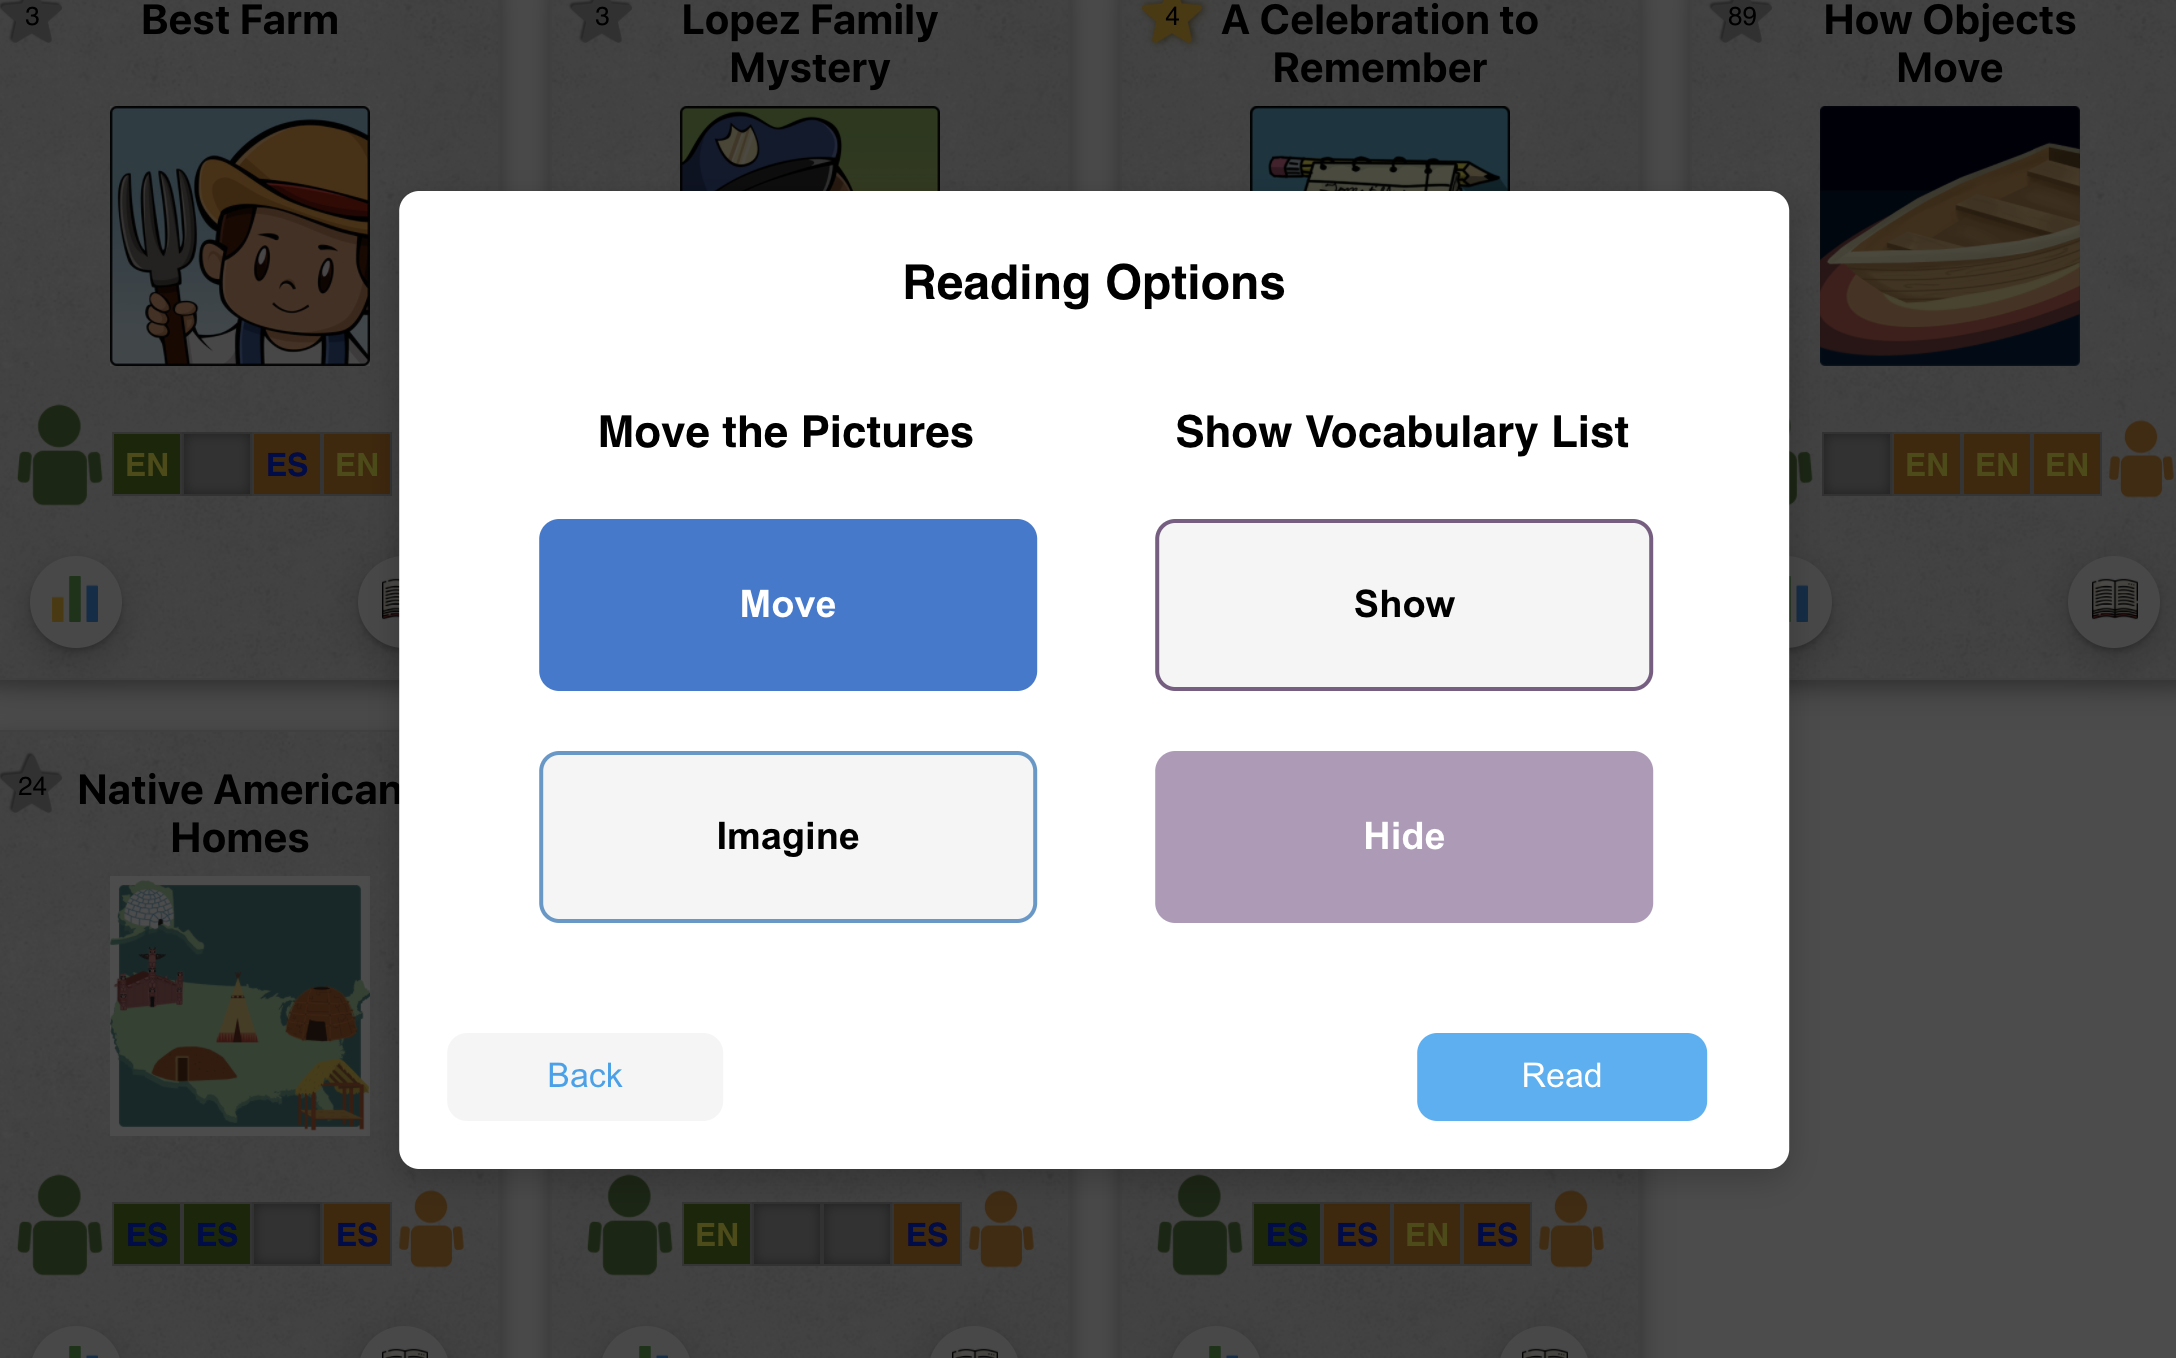 3
Best Farm
3
Lopez Family
Mystery
4
A Celebration to
Remember
89
How Objects
Move
EN
ES
EN
EN
EN
EN
Reading Options
Move the Pictures
Show Vocabulary List
Move
Show
Imagine
Hide
Back
Read
24
Native American
Homes
ES
ES
ES
EN
ES
ES
ES
EN
ES